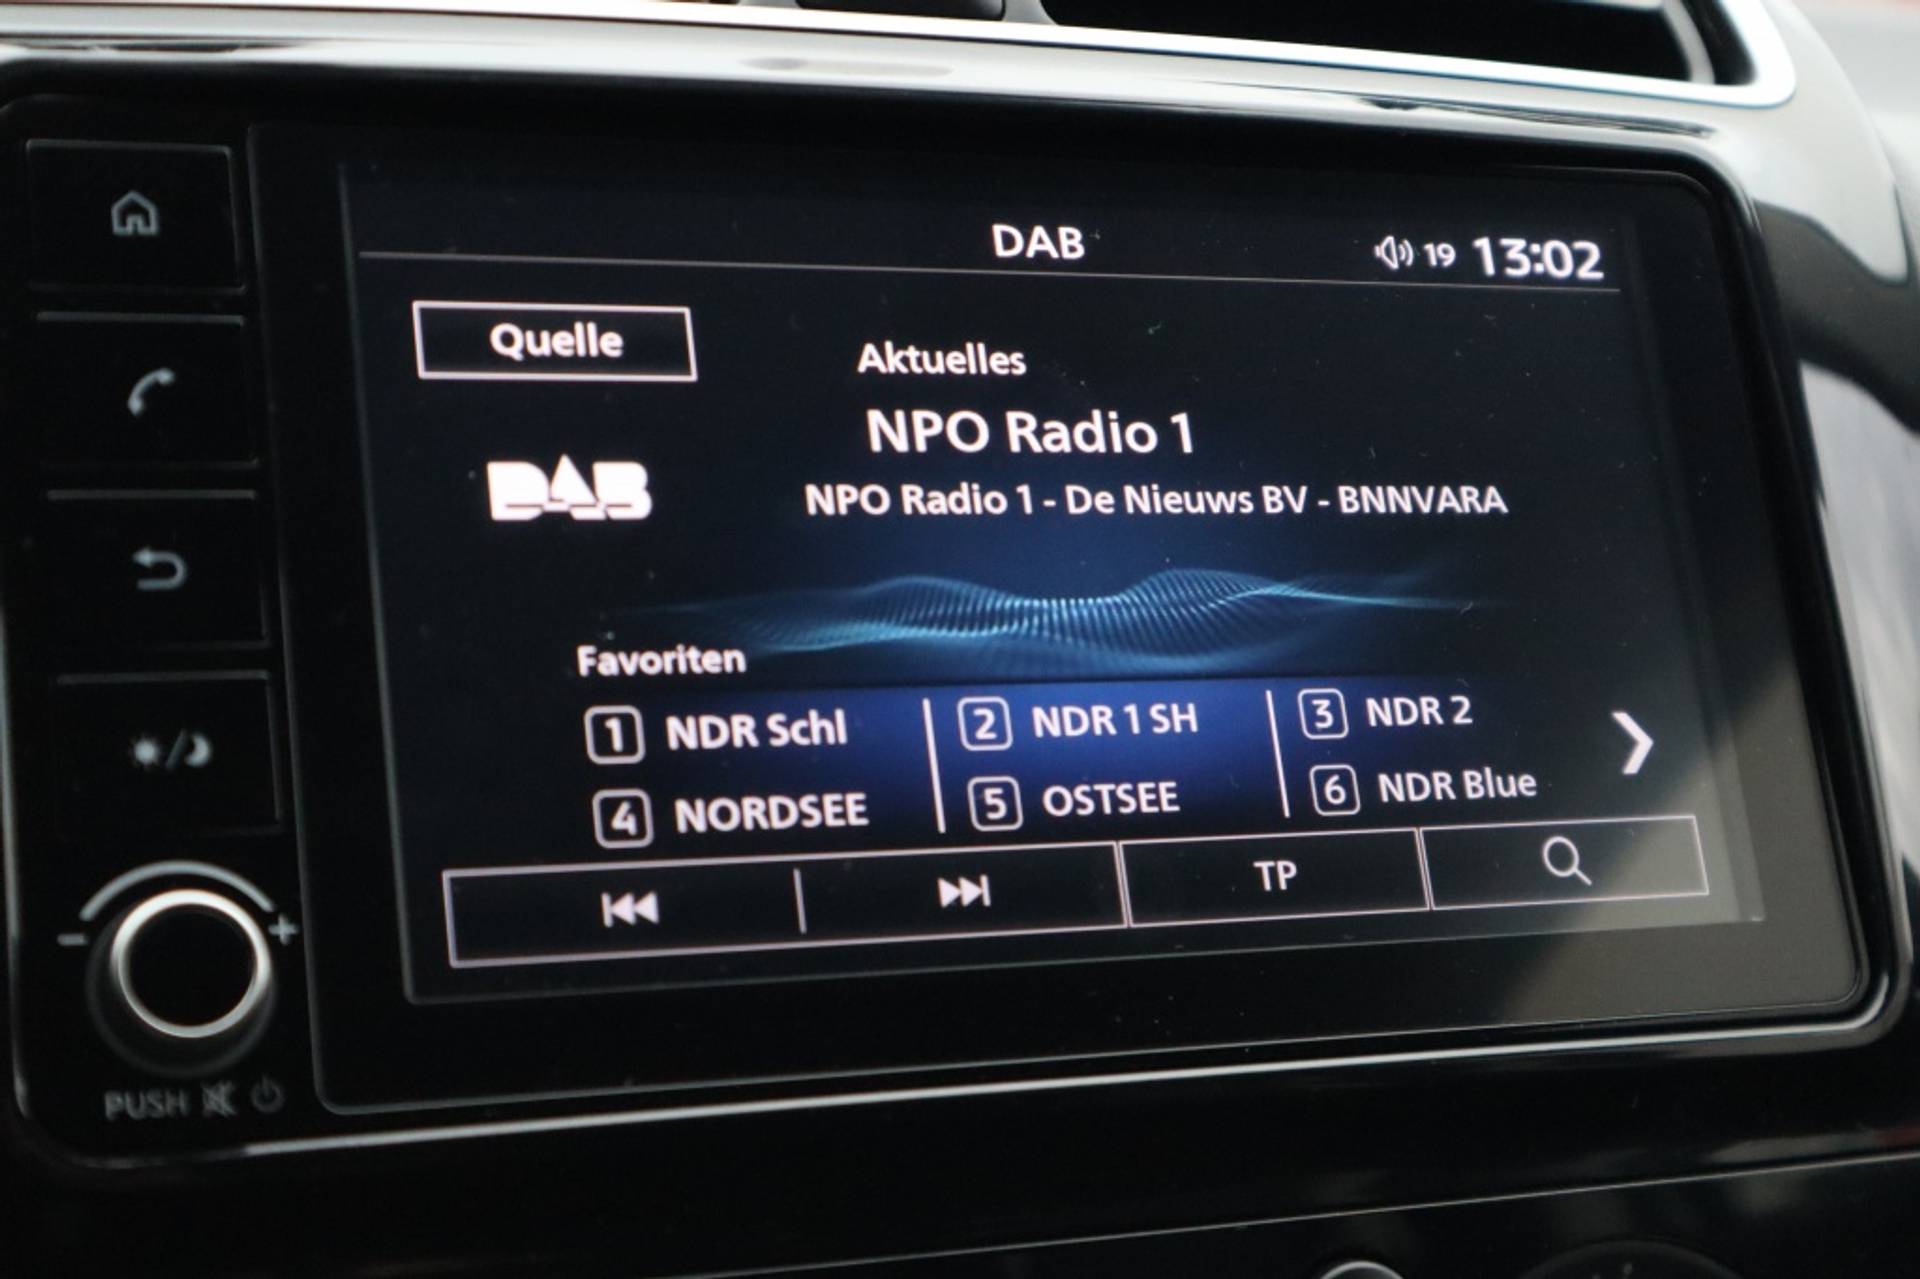 DAB
19 13:02
Quelle
Aktuelles
NPO Radio 1
DAB
NPO Radio 1 - De Nieuws BV - BNNVARA
Favoriten
1 NDR Schl 2 NDR 1 SH 3 NDR 2
4 NORDSEE 5 OSTSEE 6 NDR Blue
TP
- +
PUSH